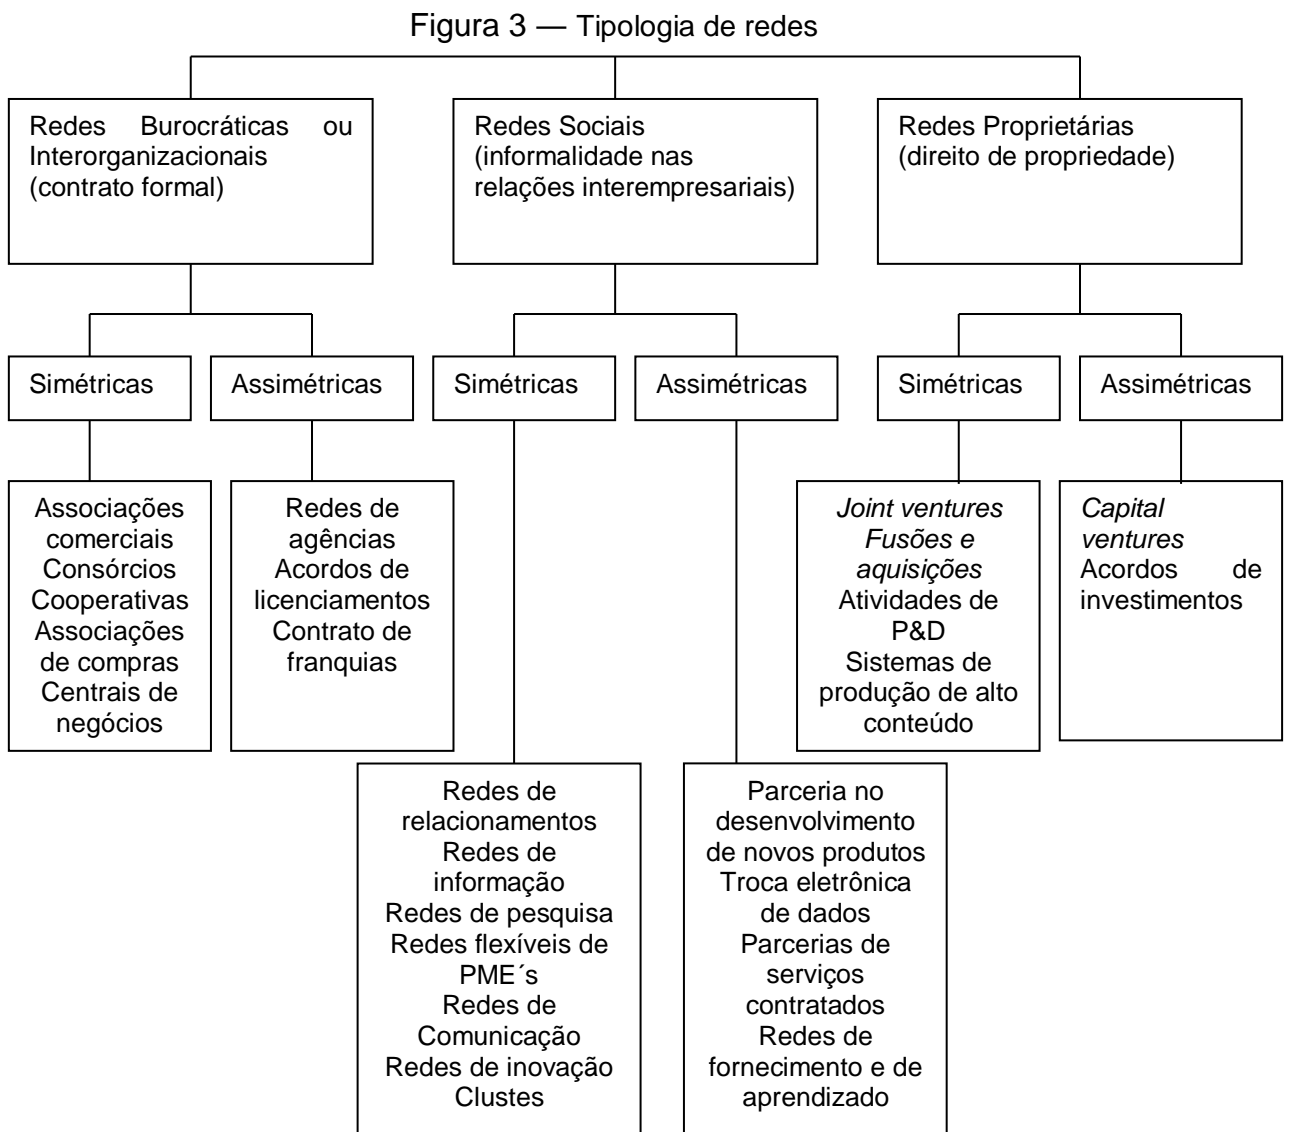 Figura 3 — Tipologia de redes
Redes Burocráticas ou
Interorganizacionais
(contrato formal)
Redes Sociais
(informalidade nas
relações interempresariais)
Redes Proprietárias
(direito de propriedade)
Simétricas
Assimétricas
Simétricas
Assimétricas
Simétricas
Assimétricas
Associações
comerciais
Consórcios
Cooperativas
Associações
de compras
Centrais de
negócios
Redes de
agências
Acordos de
licenciamentos
Contrato de
franquias
Joint ventures
Fusões e
aquisições
Atividades de
P&D
Sistemas de
produção de alto
conteúdo
Capital
ventures
Acordos de
investimentos
Redes de
relacionamentos
Redes de
informação
Redes de pesquisa
Redes flexíveis de
PME´s
Redes de
Comunicação
Redes de inovação
Clustes
Parceria no
desenvolvimento
de novos produtos
Troca eletrônica
de dados
Parcerias de
serviços
contratados
Redes de
fornecimento e de
aprendizado